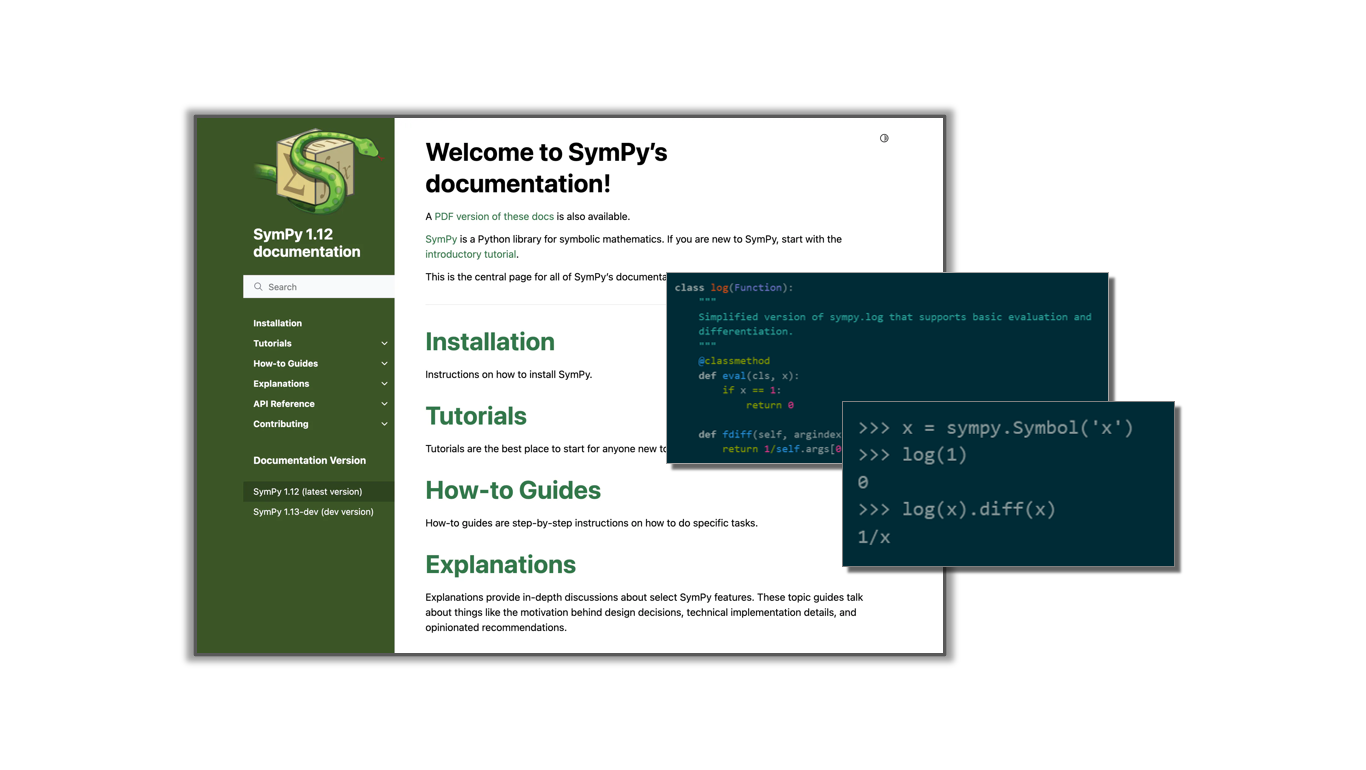 SymPy 1.12
documentation
Search
Installation
Tutorials
How-to Guides
Explanations
API Reference
Contributing
Documentation Version
SymPy 1.12 (latest version)
SymPy 1.13-dev (dev version)
Welcome to SymPy’s
documentation!
A PDF version of these docs is also available.
SymPy is a Python library for symbolic mathematics. If you are new to SymPy, start with the
introductory tutorial.
This is the central page for all of SymPy’s
Installation
Instructions on how to install SymPy.
Tutorials
Tutorials are the best place to start for anyone new
How-to Guides
How-to guides are step-by-step instructions on how to do specific tasks.
Explanations
Explanations provide in-depth discussions about select SymPy features. These topic guides talk
about things like the motivation behind design decisions, technical implementation details, and
opinionated recommendations.
class log(Function):
"""
Simplified version of sympy.log that supports basic evaluation and
differentiation.
"""
@classmethod
def eval(cls, x):
if x == 1:
return 0
def fdiff(self, argindex
return 1/self.args[0
>>> x = sympy.Symbol('x')
>>> log(1)
0
>>> log(x).diff(x)
1/x